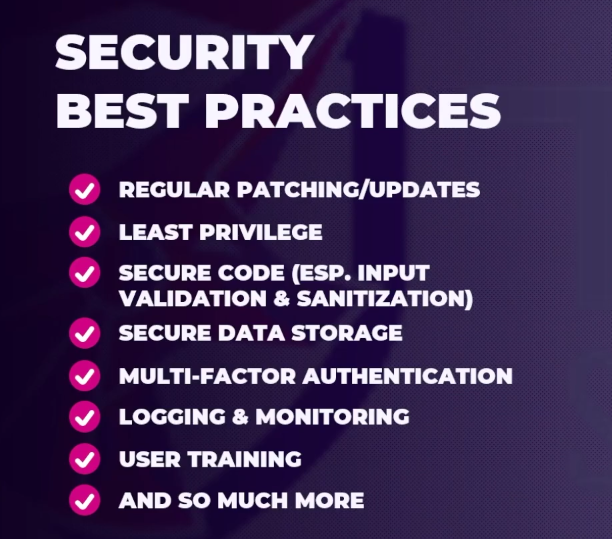 SECURITY
BEST PRACTICES
REGULAR PATCHING/UPDATES
LEAST PRIVILEGE
SECURE CODE (ESP. INPUT
VALIDATION & SANITIZATION)
SECURE DATA STORAGE
MULTI-FACTOR AUTHENTICATION
LOGGING & MONITORING
USER TRAINING
AND SO MUCH MORE